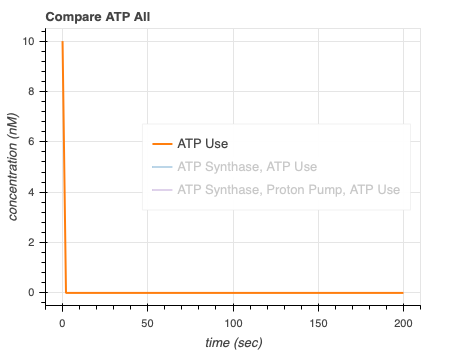 Compare ATP All
10
8
6
4
2
0
concentration (nM)
ATP Use
ATP Synthase, ATP Use
ATP Synthase, Proton Pump, ATP Use
0 50 100 150 200
time (sec)